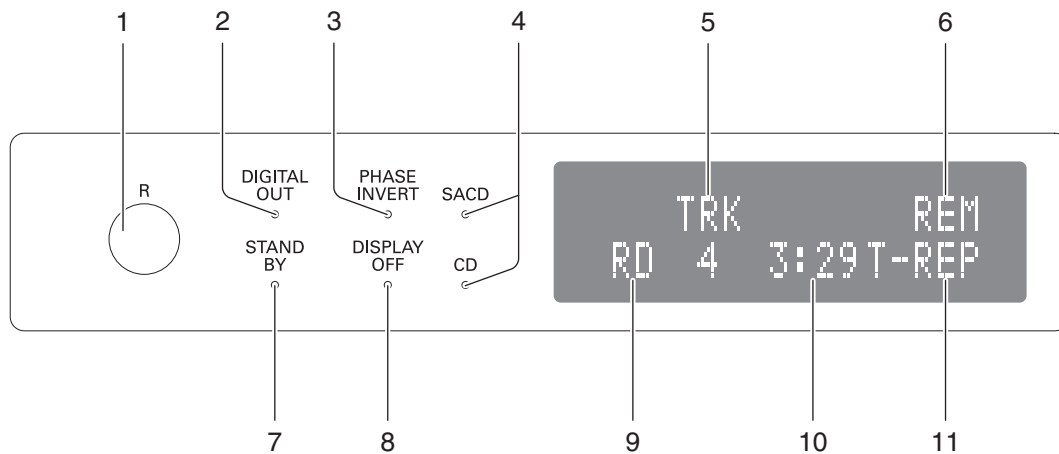 1 2 3 4 5 6
R
DIGITAL OUT
PHASE INVERT
SACD
STAND BY
DISPLAY OFF
CD
TRK REM
RD 4 3:29 T-REP
7 8 9 10 11